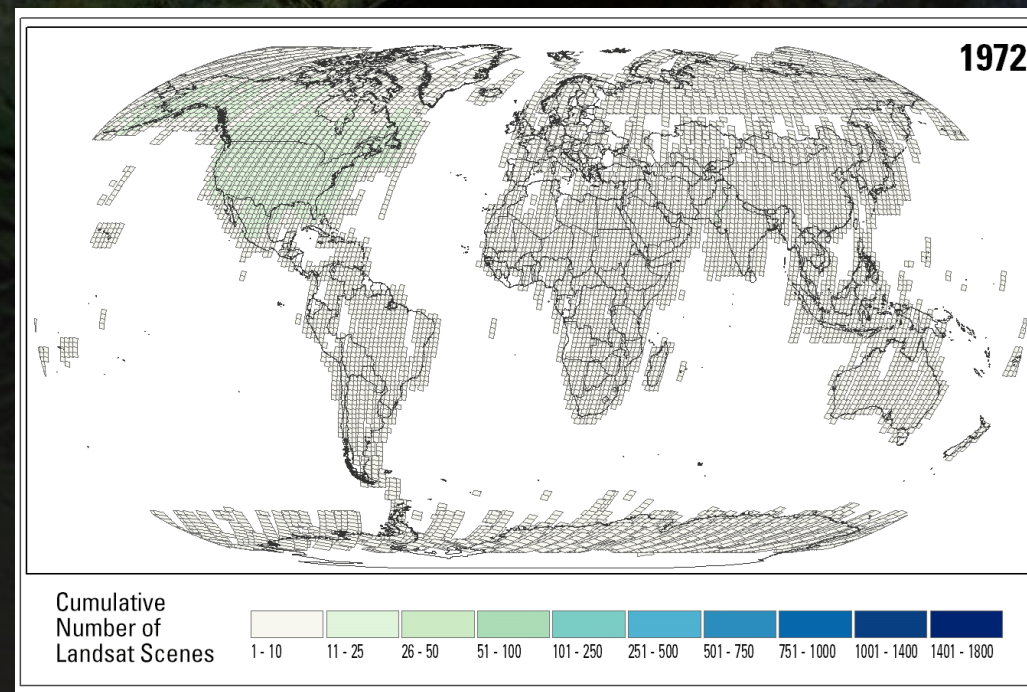 1972
Cumulative
Number of
Landsat Scenes
1 - 10
11 - 25
26 - 50
51 - 100
101 - 250
251 - 500
501 - 750
751 - 1000
1001 - 1400
1401 - 1800